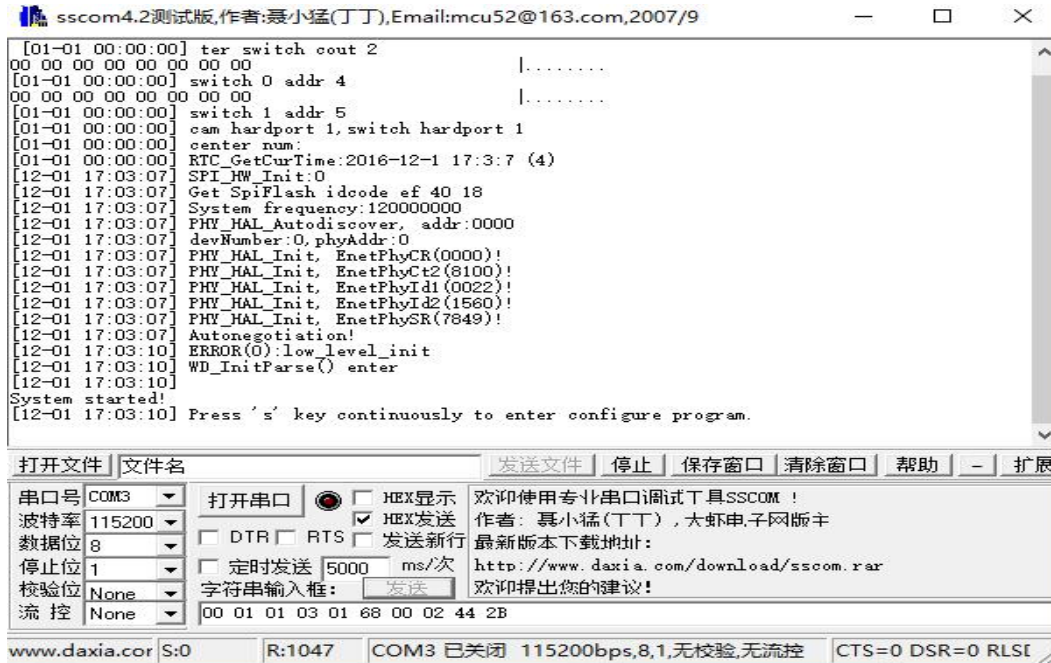 sscom4.2测试版,作者:聂小猛(丁丁),Email:mcu52@163.com,2007/9
[01-01 00:00:00] ter switch cout 2
00 00 00 00 00 00 00 00 |........
[01-01 00:00:00] switch 0 addr 4
00 00 00 00 00 00 00 00 |........
[01-01 00:00:00] switch 1 addr 5
[01-01 00:00:00] cam hardport 1,switch hardport 1
[01-01 00:00:00] center num:
[01-01 00:00:00] RTC_GetCurTime:2016-12-1 17:3:7 (4)
[12-01 17:03:07] SPI_HW_Init:0
[12-01 17:03:07] Get SpiFlash idcode ef 40 18
[12-01 17:03:07] System frequency:120000000
[12-01 17:03:07] PHY_HAL_Autodiscover, addr:0000
[12-01 17:03:07] devNumber:0,phyAddr:0
[12-01 17:03:07] PHY_HAL_Init, EnetPhyCR(0000)!
[12-01 17:03:07] PHY_HAL_Init, EnetPhyCt2(8100)!
[12-01 17:03:07] PHY_HAL_Init, EnetPhyId1(0022)!
[12-01 17:03:07] PHY_HAL_Init, EnetPhyId2(1560)!
[12-01 17:03:07] PHY_HAL_Init, EnetPhySR(7849)!
[12-01 17:03:07] Autonegotiation!
[12-01 17:03:10] ERROR(0):low_level_init
[12-01 17:03:10] WD_InitParse() enter
[12-01 17:03:10]
System started!
[12-01 17:03:10] Press 's' key continuously to enter configure program.
打开文件 文件名 发送文件 停止 保存窗口 清除窗口 帮助 - 扩展
串口号 COM3 打开串口 HEX显示 欢迎使用专业串口调试工具SSCOM !
波特率 115200 HEX发送 作者: 聂小猛(丁丁) ,大虾电子网版主
数据位 8 DTR RTS 发送新行 最新版本下载地址:
停止位 1 定时发送 5000 ms/次 http://www.daxia.com/download/sscom.rar
校验位 None 字符串输入框: 发送 欢迎提出您的建议!
流 控 None 00 01 01 03 01 68 00 02 44 2B
www.daxia.cor S:0 R:1047 COM3 已关闭 115200bps,8,1,无校验,无流控 CTS=0 DSR=0 RLSI